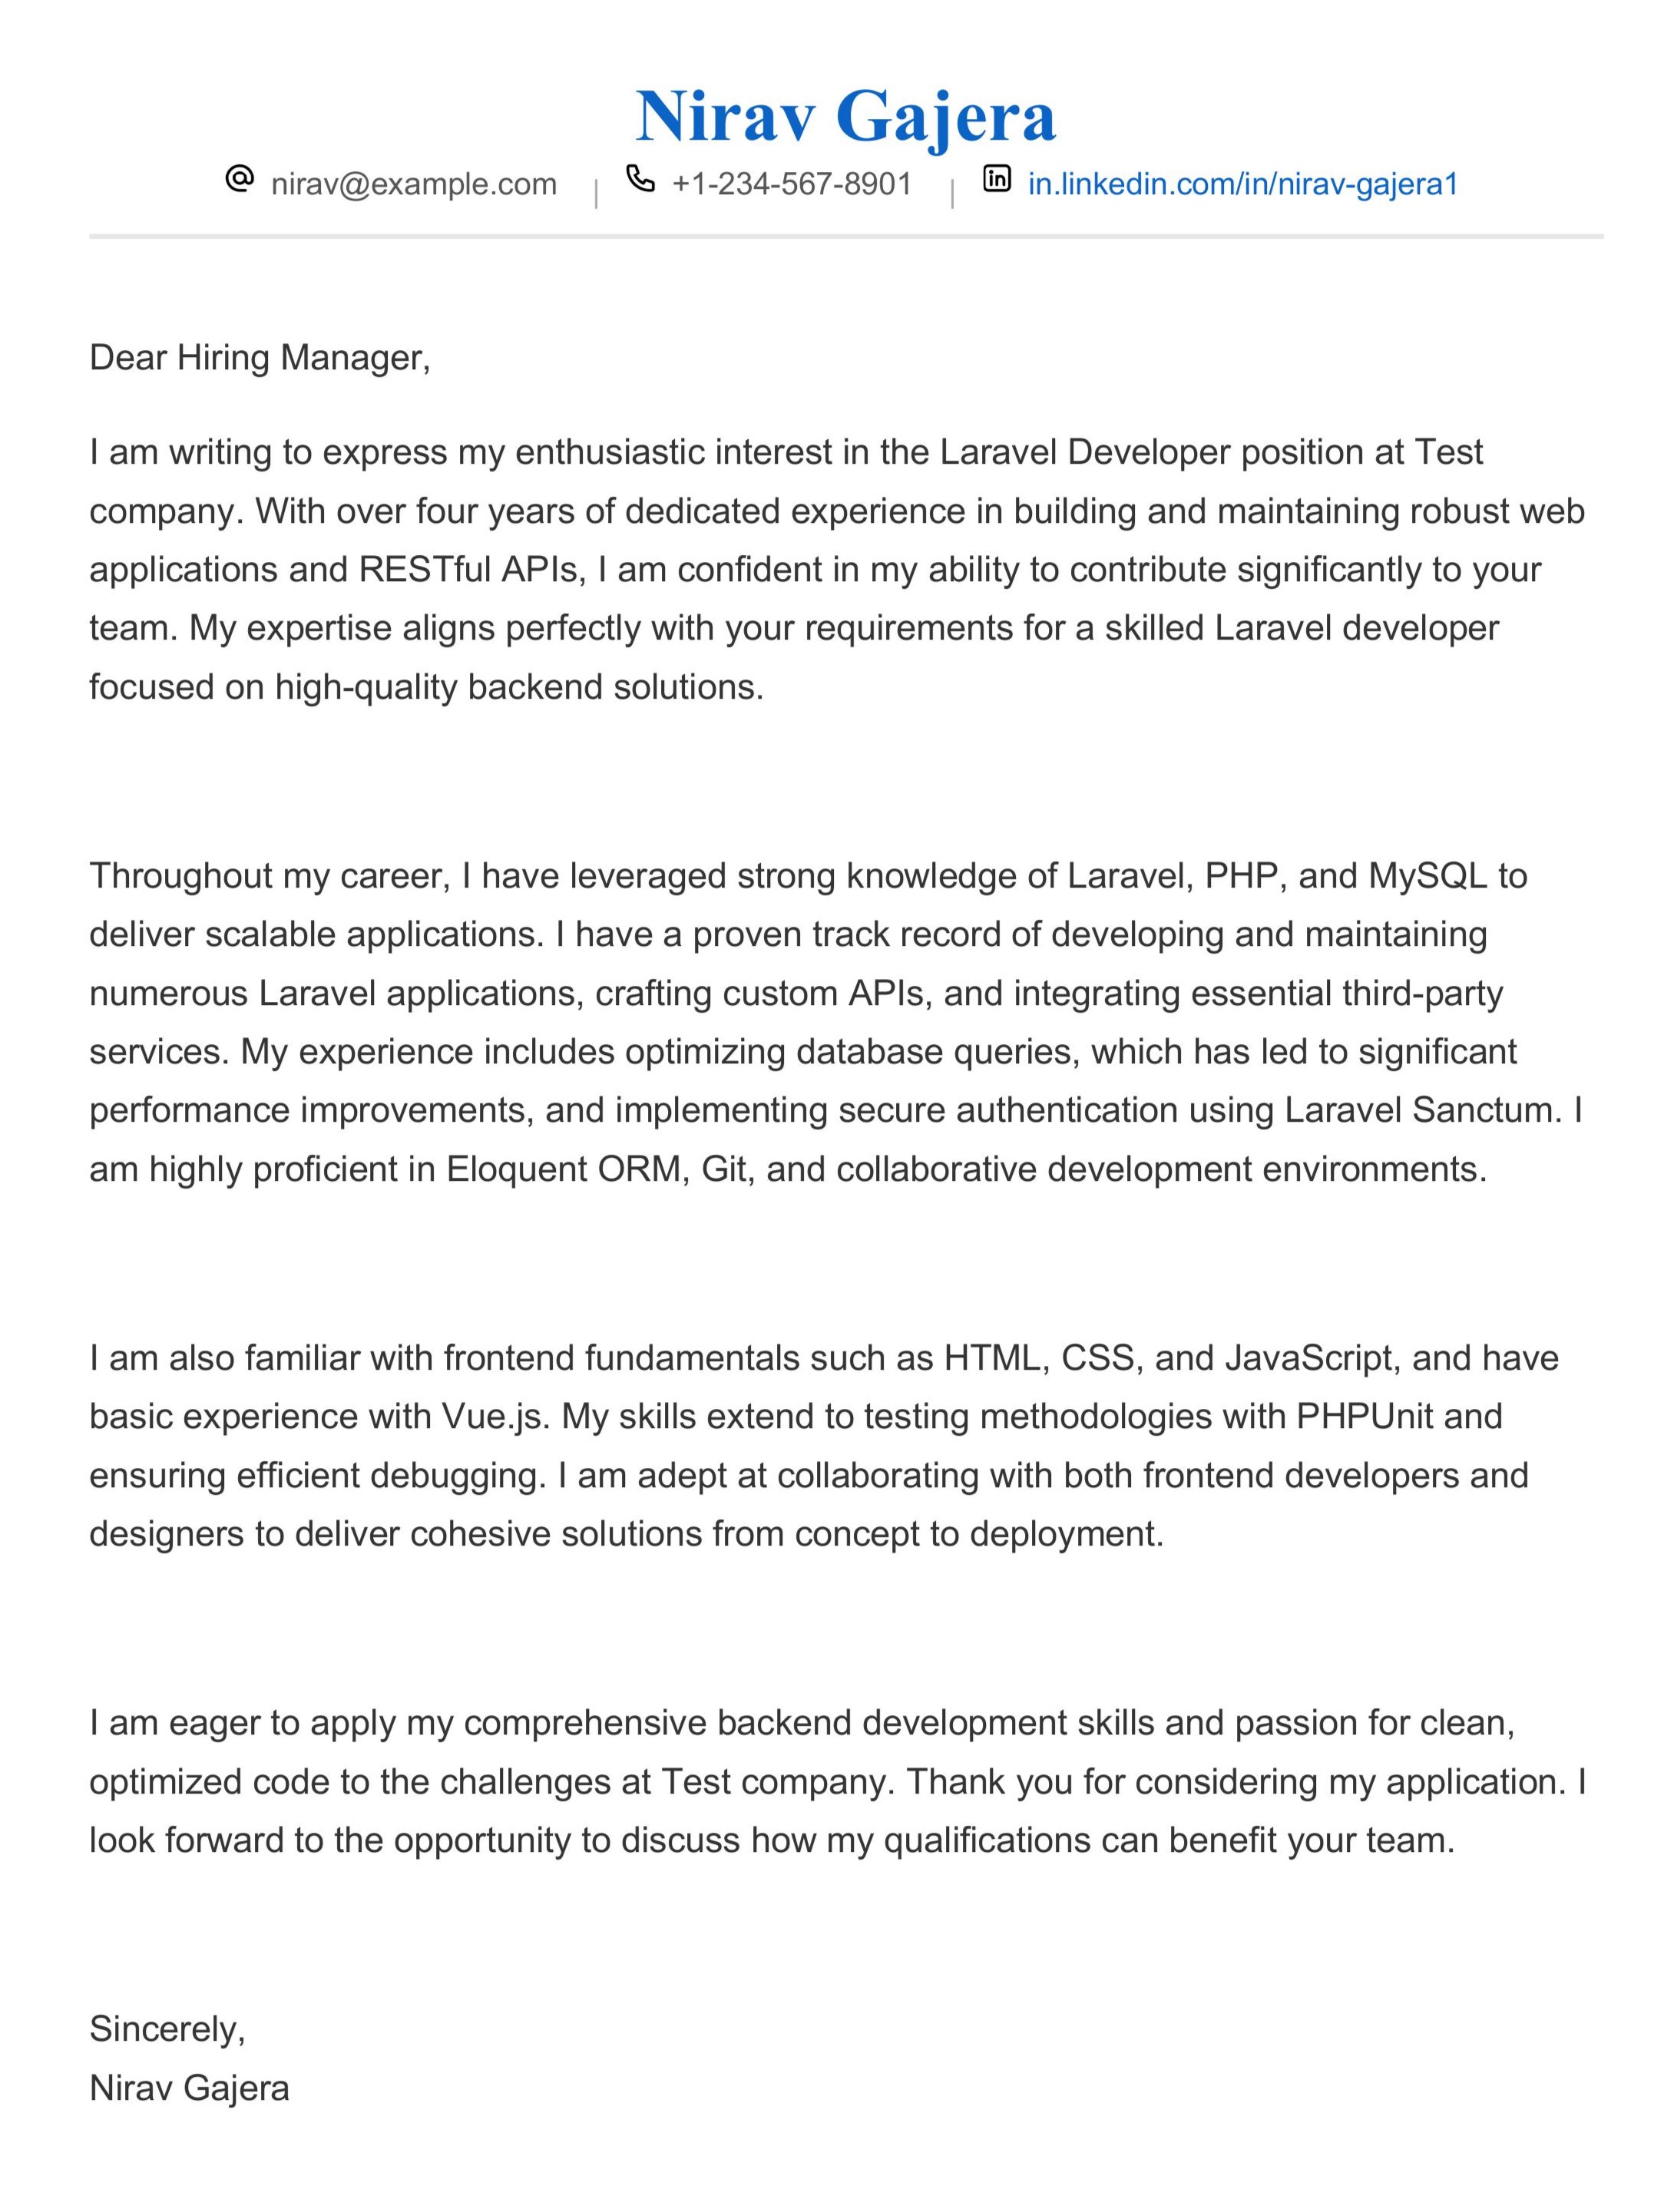 Nirav Gajera
nirav@example.com | +1-234-567-8901 | in.linkedin.com/in/nirav-gajera1
Dear Hiring Manager,
I am writing to express my enthusiastic interest in the Laravel Developer position at Test
company. With over four years of dedicated experience in building and maintaining robust web
applications and RESTful APIs, I am confident in my ability to contribute significantly to your
team. My expertise aligns perfectly with your requirements for a skilled Laravel developer
focused on high-quality backend solutions.
Throughout my career, I have leveraged strong knowledge of Laravel, PHP, and MySQL to
deliver scalable applications. I have a proven track record of developing and maintaining
numerous Laravel applications, crafting custom APIs, and integrating essential third-party
services. My experience includes optimizing database queries, which has led to significant
performance improvements, and implementing secure authentication using Laravel Sanctum. I
am highly proficient in Eloquent ORM, Git, and collaborative development environments.
I am also familiar with frontend fundamentals such as HTML, CSS, and JavaScript, and have
basic experience with Vue.js. My skills extend to testing methodologies with PHPUnit and
ensuring efficient debugging. I am adept at collaborating with both frontend developers and
designers to deliver cohesive solutions from concept to deployment.
I am eager to apply my comprehensive backend development skills and passion for clean,
optimized code to the challenges at Test company. Thank you for considering my application. I
look forward to the opportunity to discuss how my qualifications can benefit your team.
Sincerely,
Nirav Gajera